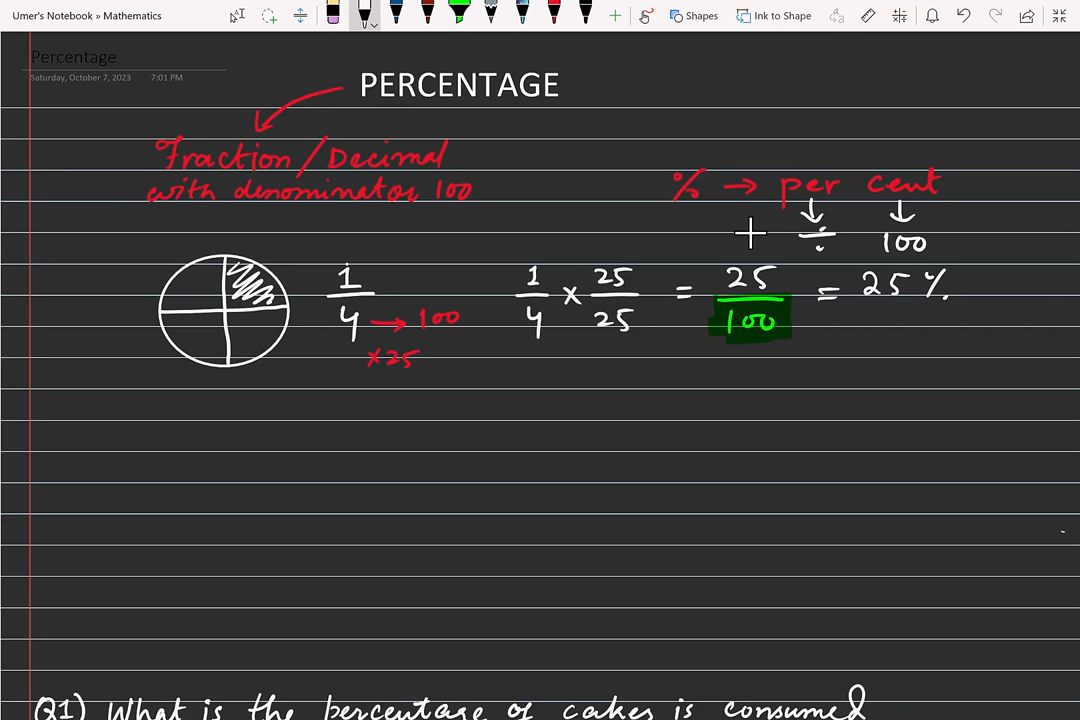 Umer's Notebook » Mathematics
Shapes
Ink to Shape
Percentage
Saturday, October 7, 2023 7:01 PM
PERCENTAGE
Fraction / Decimal
with denominator 100
% → per cent
÷ 100
1/4 → 100
×25
1/4 × 25/25 = 25/100 = 25 %
Q1) What is the percentage of cakes is consumed